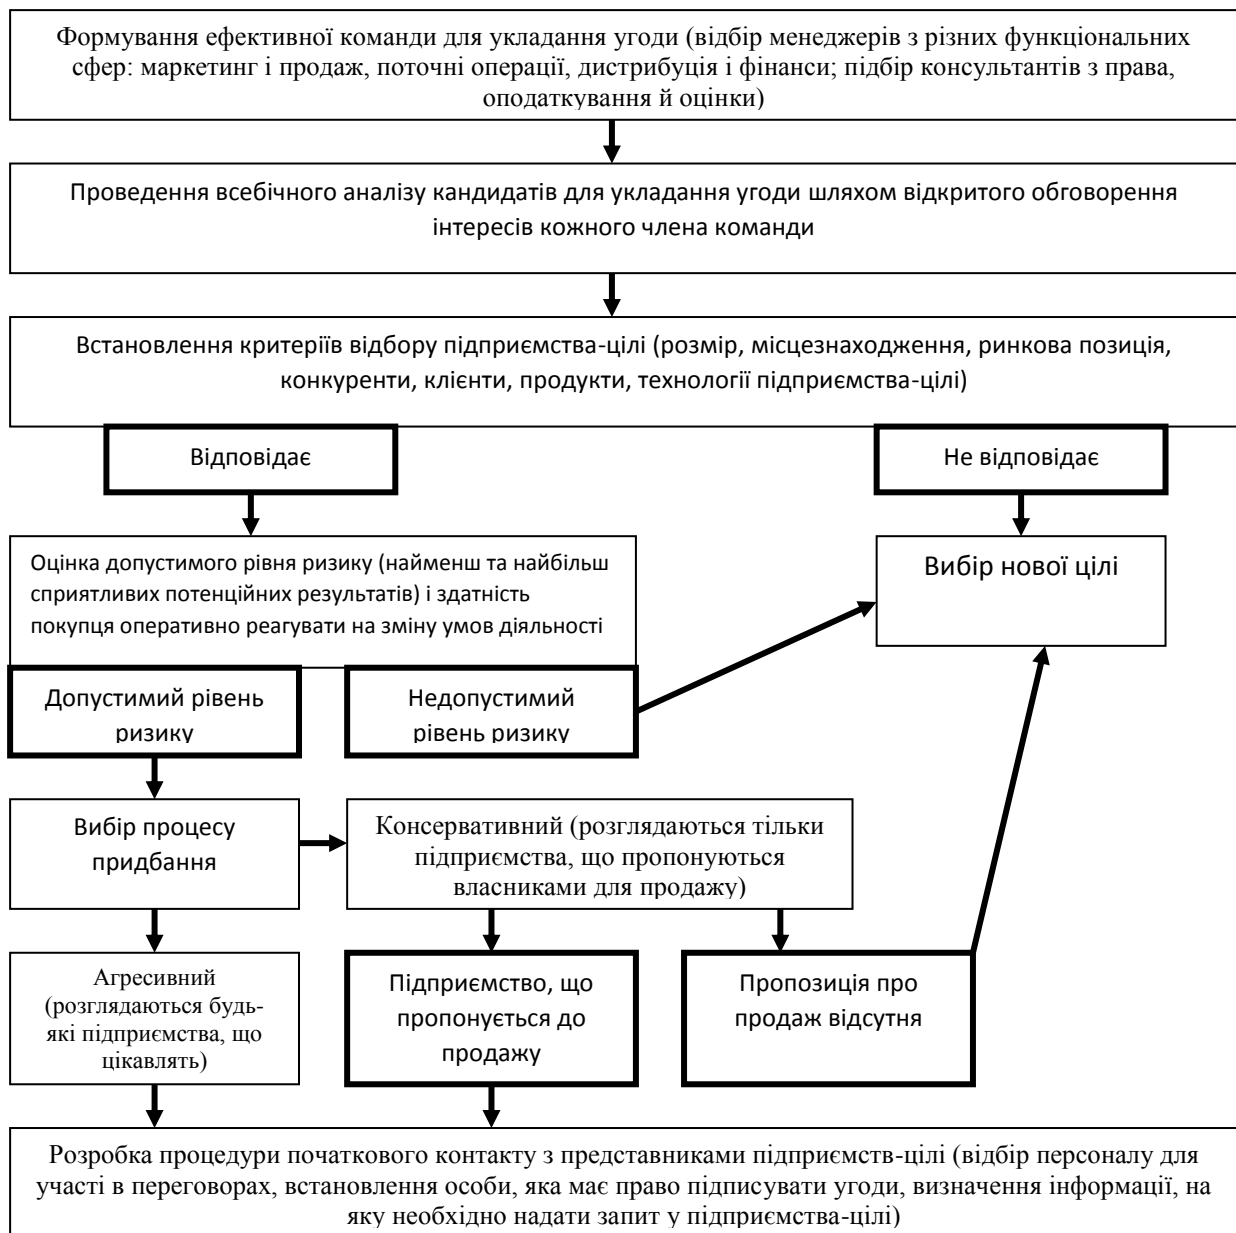 Формування ефективної команди для укладання угоди (відбір менеджерів з різних функціональних
сфер: маркетинг і продаж, поточні операції, дистрибуція і фінанси; підбір консультантів з права,
оподаткування й оцінки)
Проведення всебічного аналізу кандидатів для укладання угоди шляхом відкритого обговорення
інтересів кожного члена команди
Встановлення критеріїв відбору підприємства-цілі (розмір, місцезнаходження, ринкова позиція,
конкуренти, клієнти, продукти, технології підприємства-цілі)
Відповідає
Не відповідає
Оцінка допустимого рівня ризику (найменш та найбільш
сприятливих потенційних результатів) і здатність
покупця оперативно реагувати на зміну умов діяльності
Вибір нової цілі
Допустимий рівень
ризику
Недопустимий
рівень ризику
Вибір процесу
придбання
Консервативний (розглядаються тільки
підприємства, що пропонуються
власниками для продажу)
Агресивний
(розглядаються будь-
які підприємства, що
цікавлять)
Підприємство, що
пропонується до
продажу
Пропозиція про
продаж відсутня
Розробка процедури початкового контакту з представниками підприємств-цілі (відбір персоналу для
участі в переговорах, встановлення особи, яка має право підписувати угоди, визначення інформації, на
яку необхідно надати запит у підприємства-цілі)